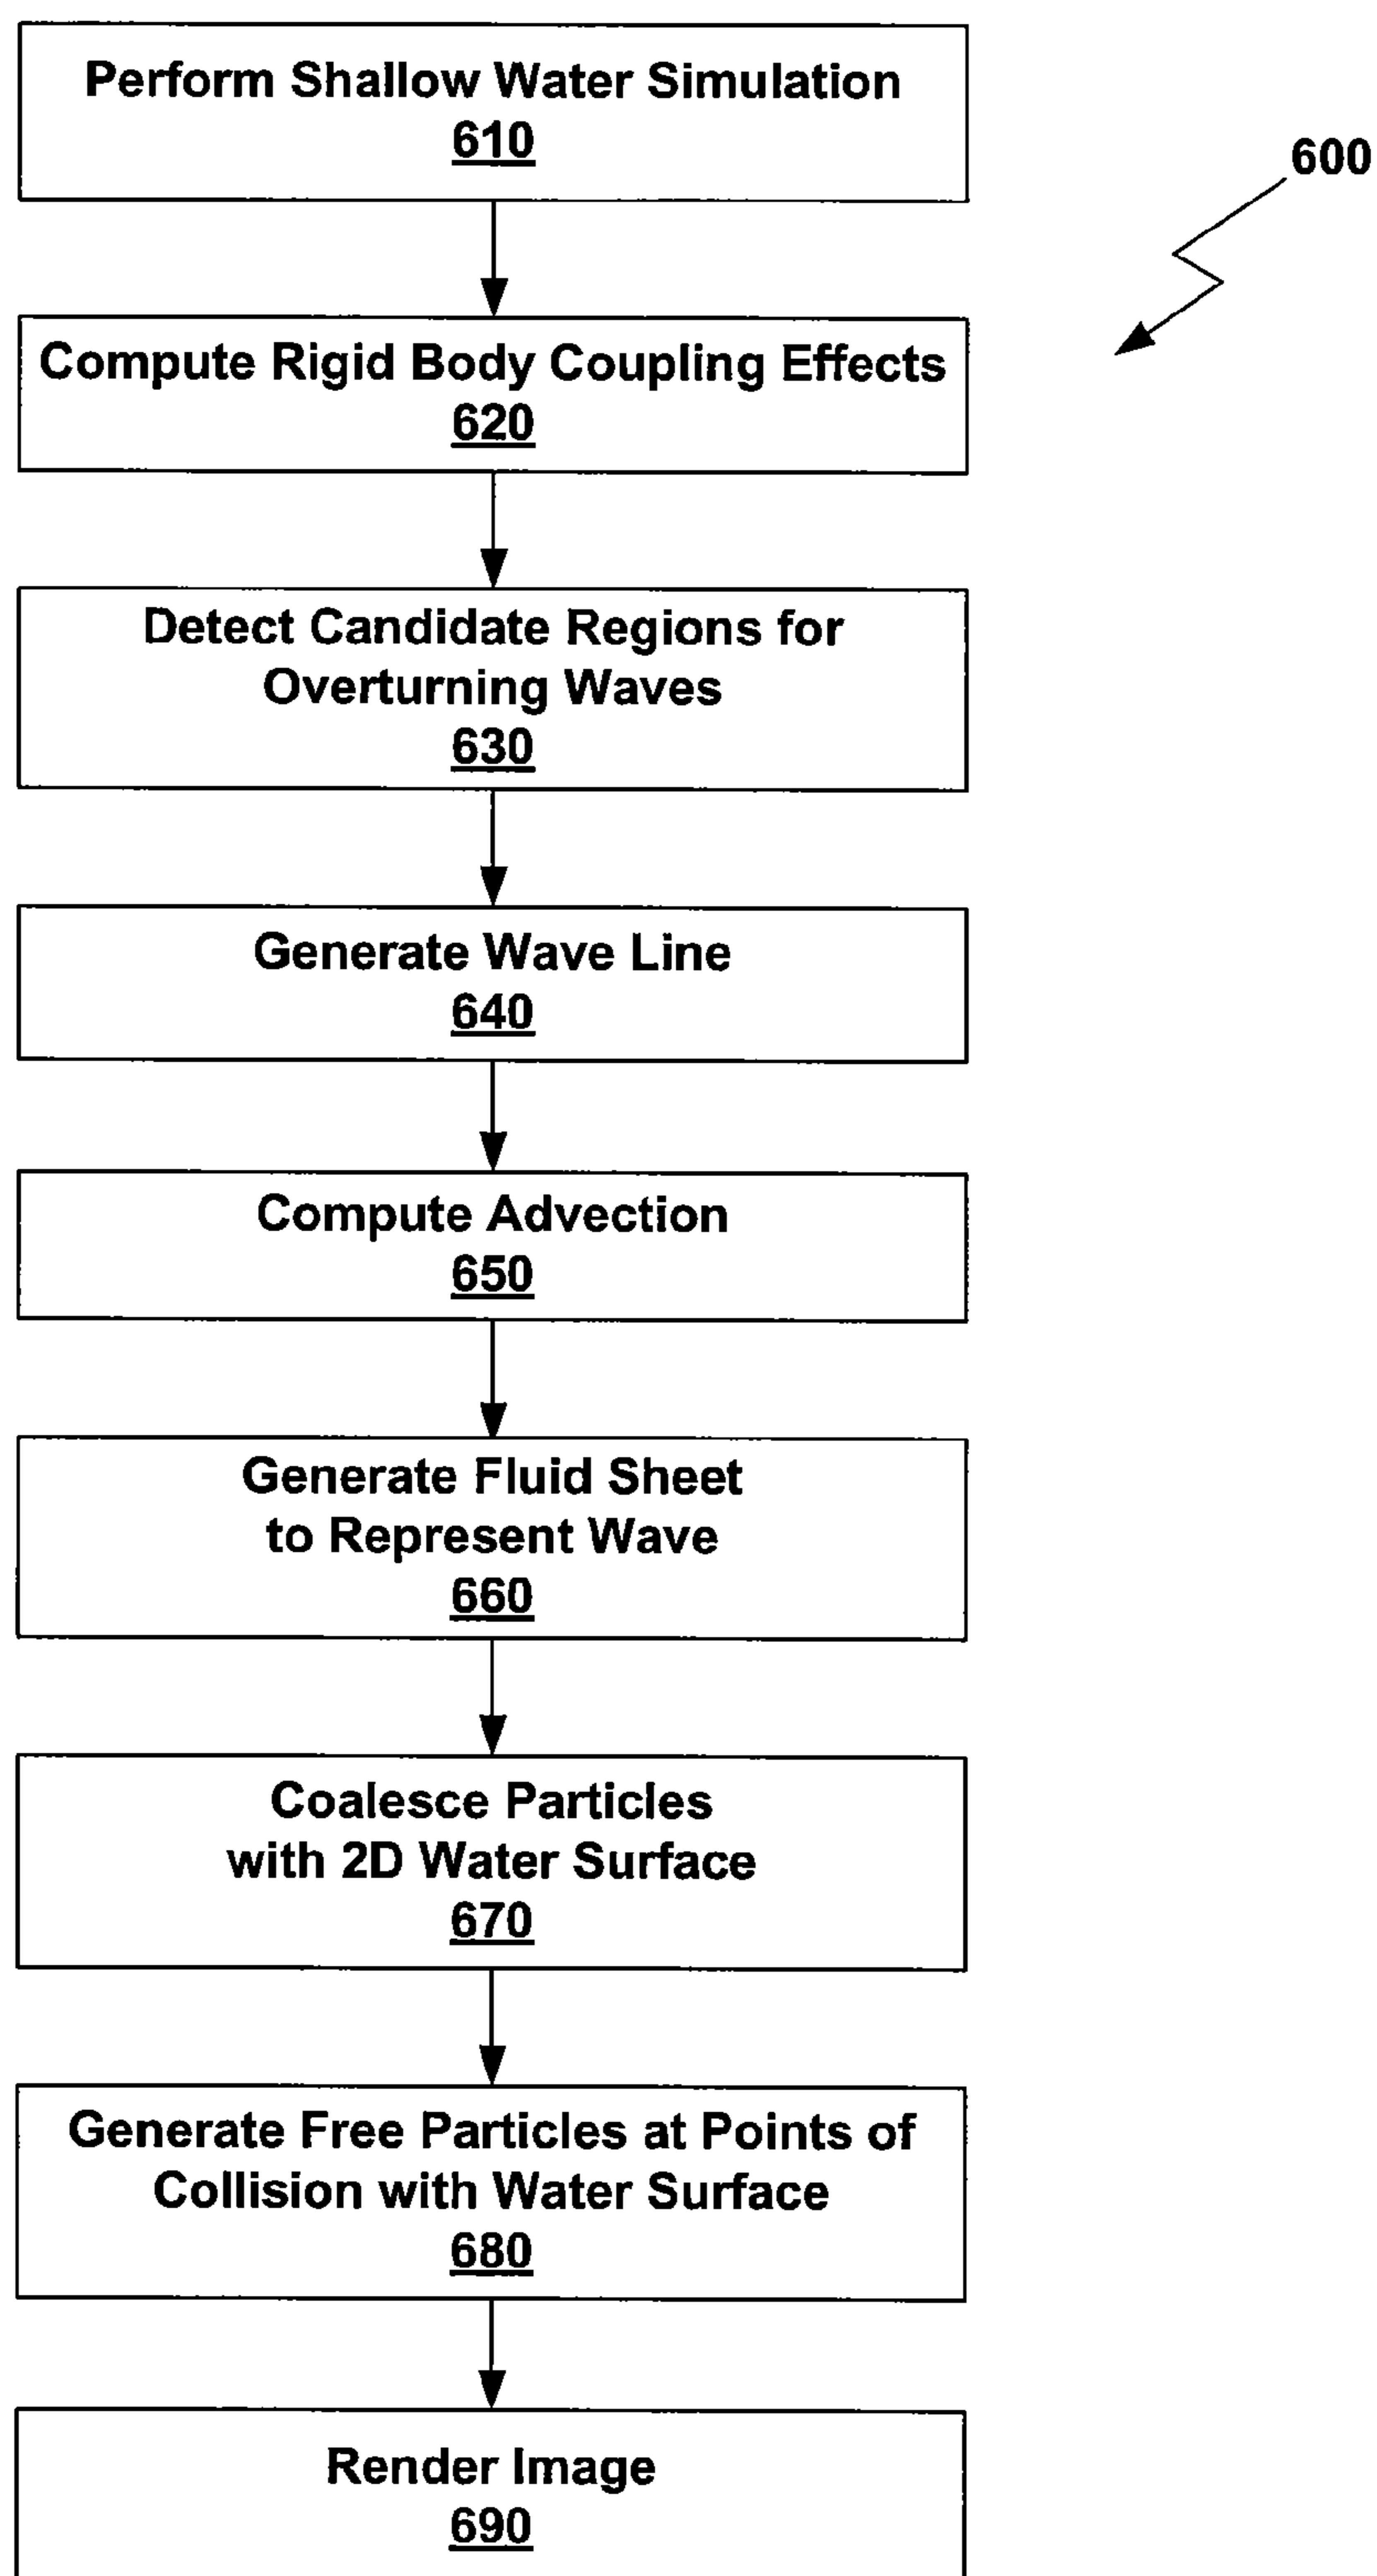 Perform Shallow Water Simulation
610
600
Compute Rigid Body Coupling Effects
620
Detect Candidate Regions for
Overturning Waves
630
Generate Wave Line
640
Compute Advection
650
Generate Fluid Sheet
to Represent Wave
660
Coalesce Particles
with 2D Water Surface
670
Generate Free Particles at Points of
Collision with Water Surface
680
Render Image
690